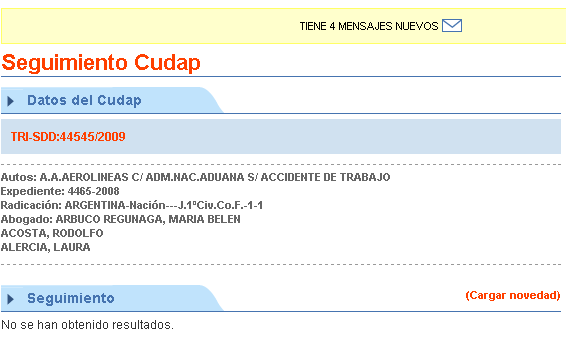 TIENE 4 MENSAJES NUEVOS
Seguimiento Cudap
Datos del Cudap
TRI-SDD:44545/2009
Autos: A.A.AEROLINEAS C/ ADM.NAC.ADUANA S/ ACCIDENTE DE TRABAJO
Expediente: 4465-2008
Radicación: ARGENTINA-Nación---J.1ºCiv.Co.F.-1-1
Abogado: ARBUCO REGUNAGA, MARIA BELEN
ACOSTA, RODOLFO
ALERCIA, LAURA
Seguimiento
(Cargar novedad)
No se han obtenido resultados.